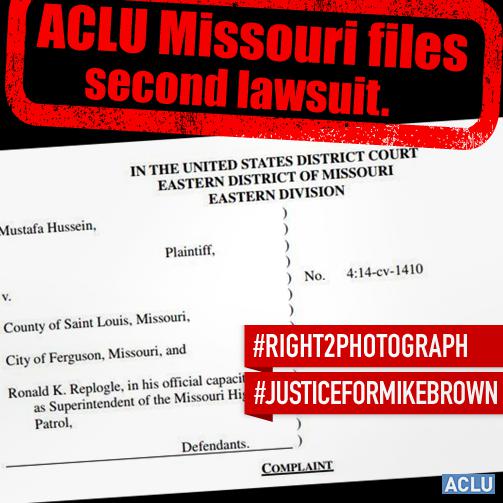 ACLU Missouri files
second lawsuit.
IN THE UNITED STATES DISTRICT COURT
EASTERN DISTRICT OF MISSOURI
EASTERN DIVISION
Mustafa Hussein,
)
)
Plaintiff,
)
)
)
No. 4:14-cv-1410
v.
)
)
County of Saint Louis, Missouri,
)
City of Ferguson, Missouri, and
#RIGHT2PHOTOGRAPH
Ronald K. Replogle, in his official
as Superintendent of the Missouri
Patrol,
#JUSTICEFORMIKEBROWN
Defendants.
)
COMPLAINT
ACLU